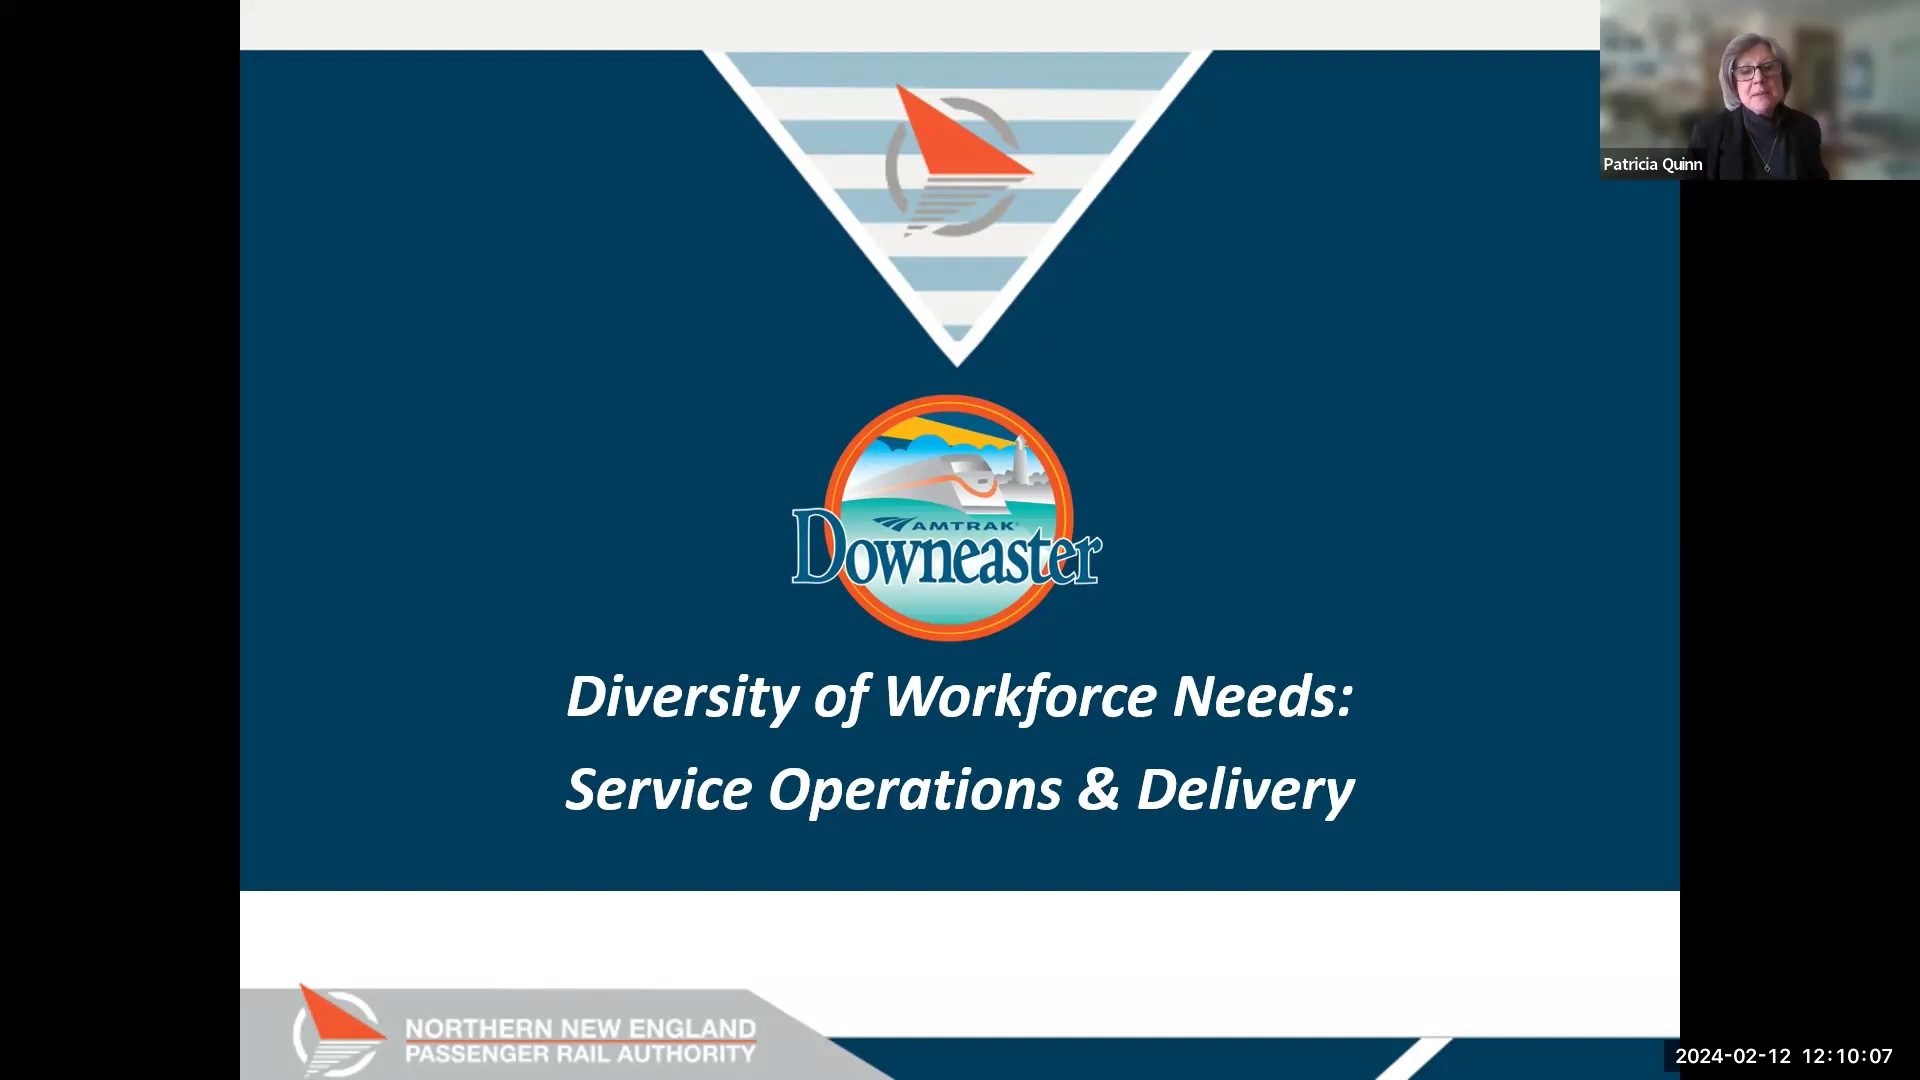 Patricia Quinn
AMTRAK
Downeaster
Diversity of Workforce Needs:
Service Operations & Delivery
NORTHERN NEW ENGLAND
PASSENGER RAIL AUTHORITY
2024-02-12 12:10:07